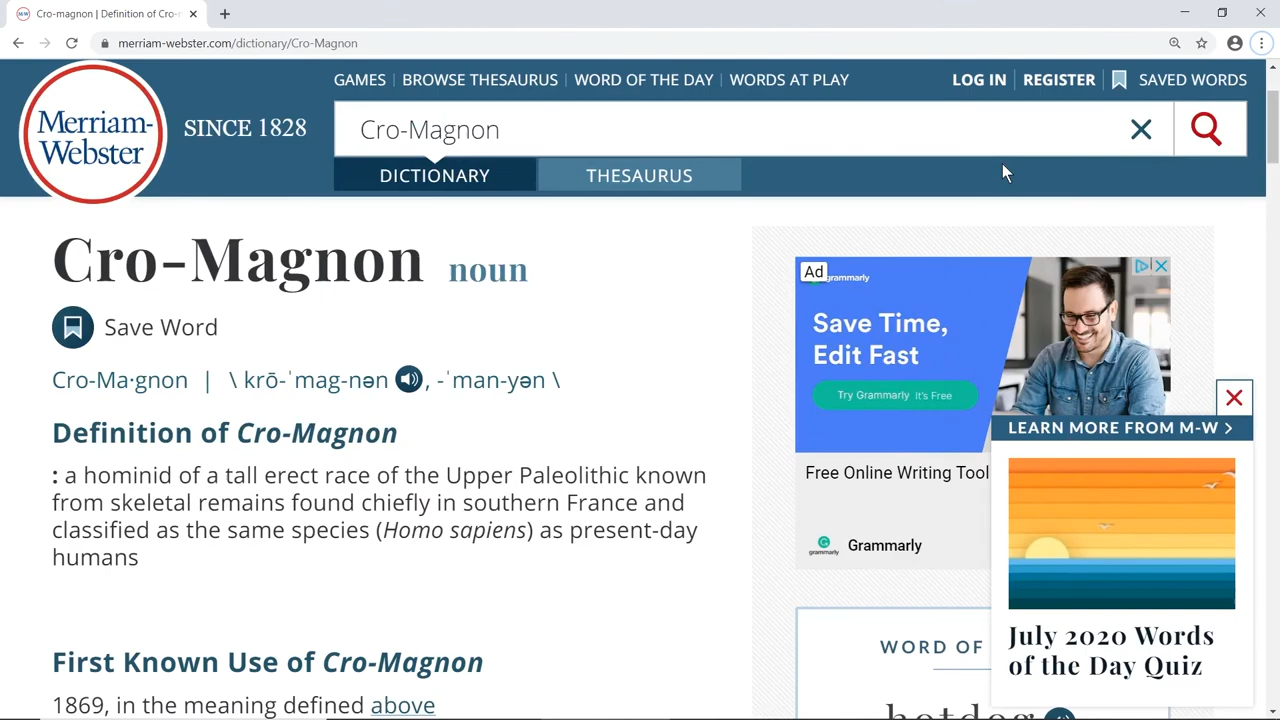 Cro-magnon | Definition of Cro-
merriam-webster.com/dictionary/Cro-Magnon
GAMES | BROWSE THESAURUS | WORD OF THE DAY | WORDS AT PLAY
LOG IN | REGISTER SAVED WORDS
Merriam-
Webster
SINCE 1828
Cro-Magnon
DICTIONARY
THESAURUS
Cro-Magnon noun
Save Word
Cro-Ma·gnon | \ krō-ˈmag-nən , -ˈman-yən \
Definition of Cro-Magnon
: a hominid of a tall erect race of the Upper Paleolithic known
from skeletal remains found chiefly in southern France and
classified as the same species (Homo sapiens) as present-day
humans
First Known Use of Cro-Magnon
1869, in the meaning defined above
Ad
grammarly
Save Time,
Edit Fast
Try Grammarly It's Free
Free Online Writing Tool
grammarly
Grammarly
WORD OF
hotdog
LEARN MORE FROM M-W >
July 2020 Words
of the Day Quiz